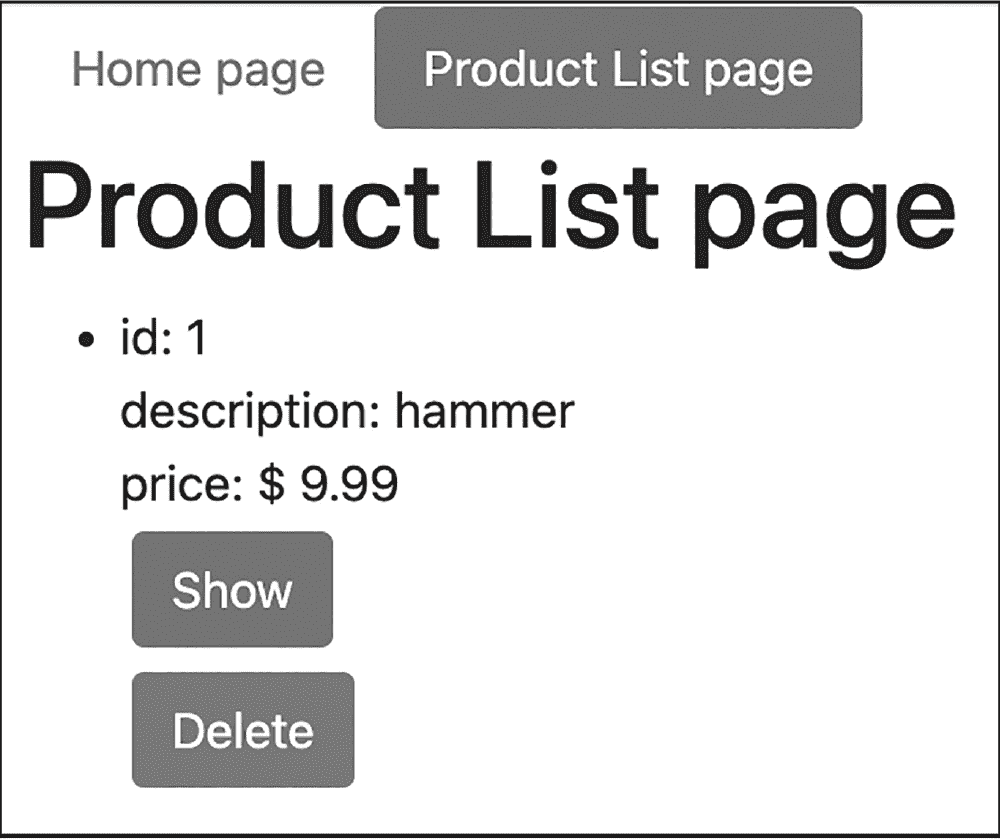 Home page Product List page
Product List page
• id: 1
description: hammer
price: $ 9.99
Show
Delete